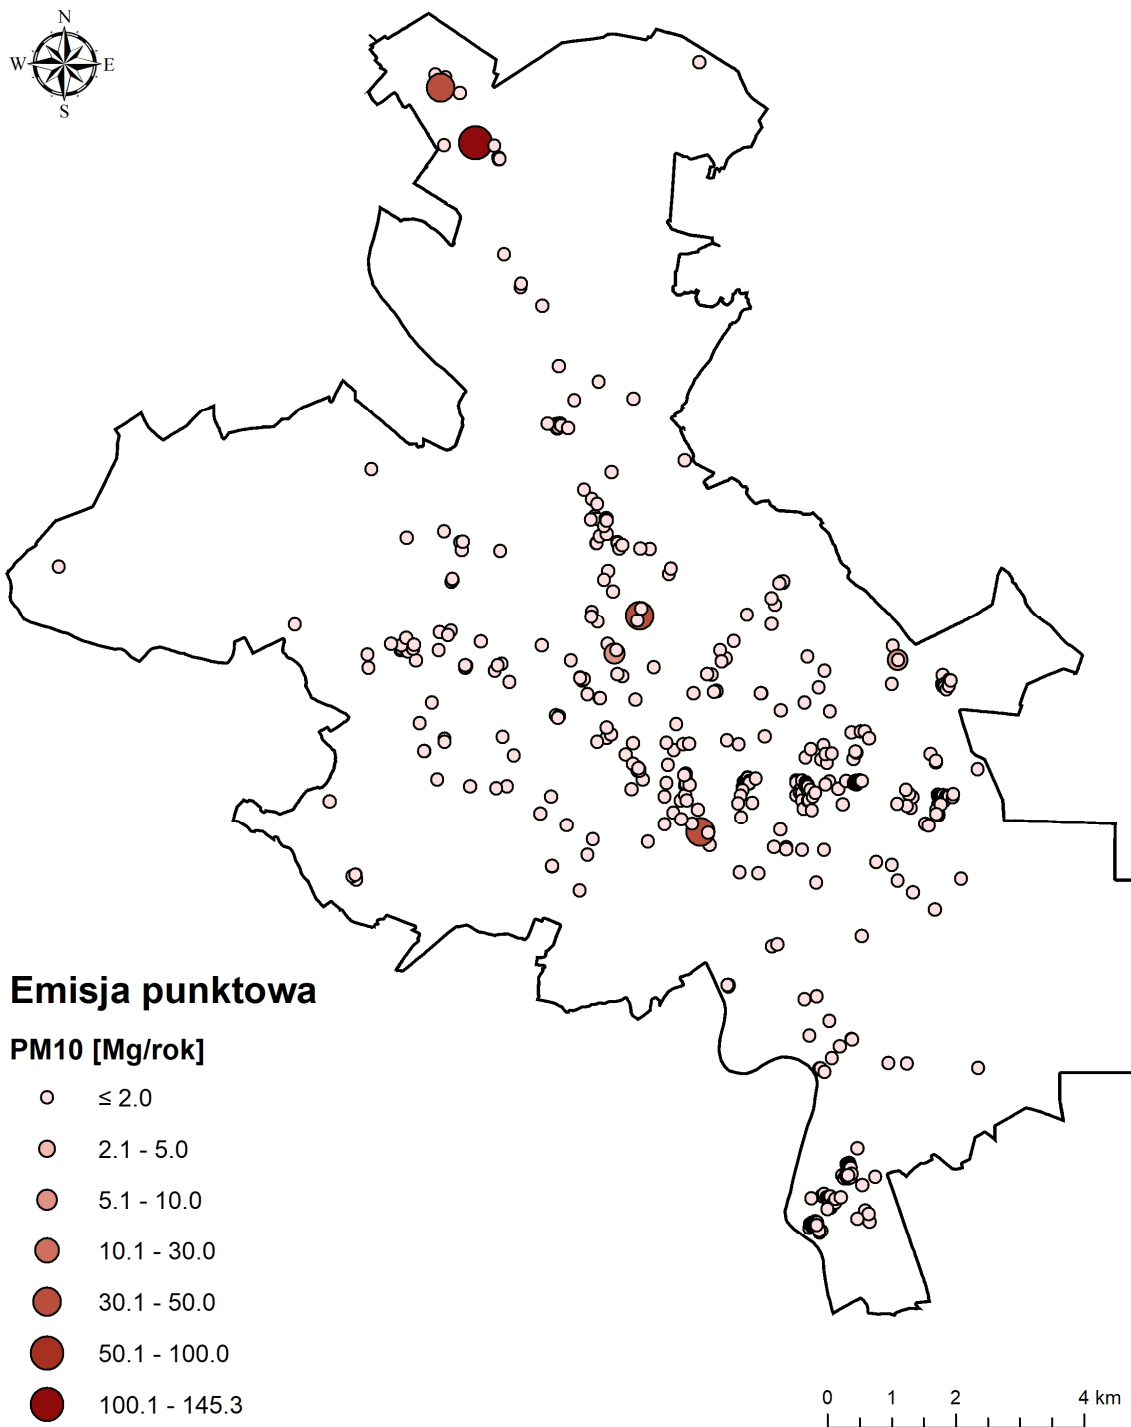 N
W E
S
Emisja punktowa
PM10 [Mg/rok]
≤ 2.0
2.1 - 5.0
5.1 - 10.0
10.1 - 30.0
30.1 - 50.0
50.1 - 100.0
100.1 - 145.3
0 1 2 4 km